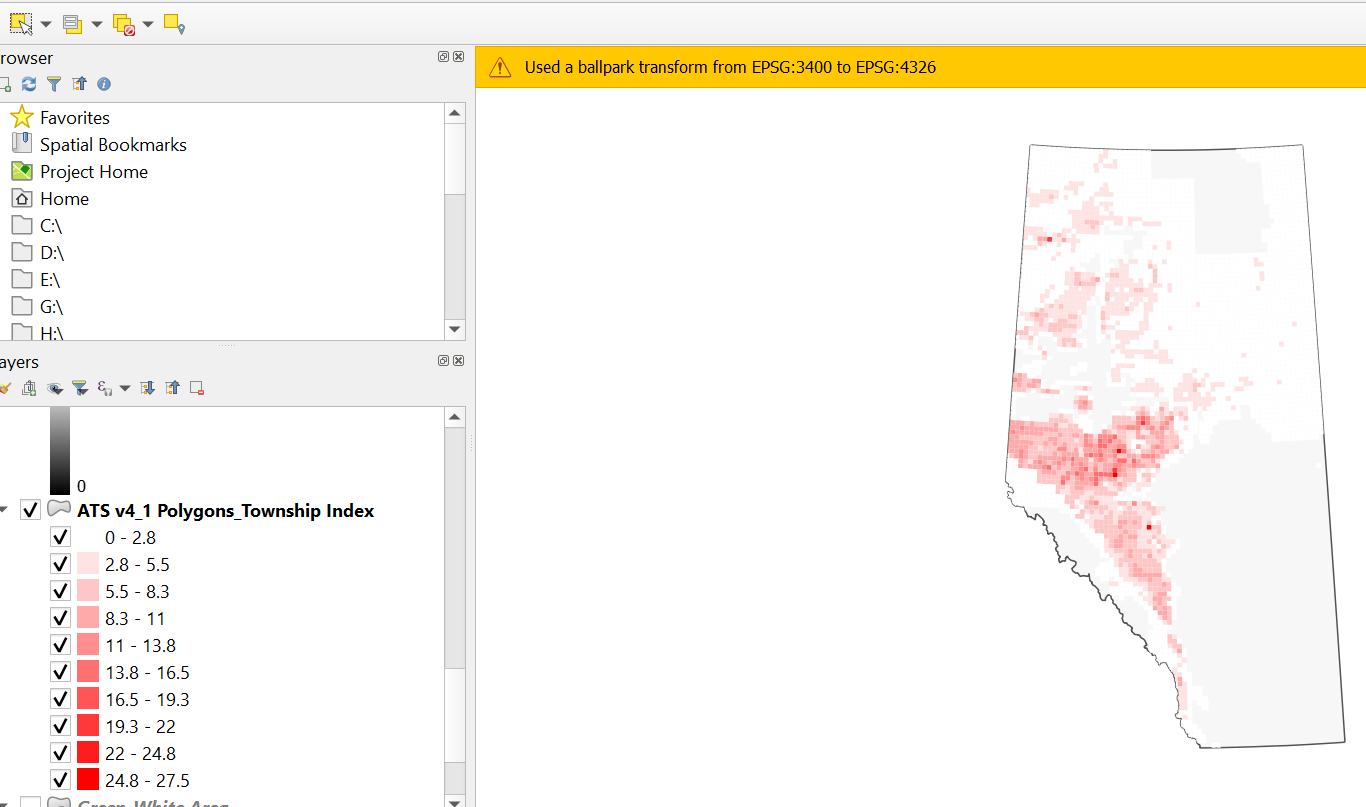 rowser
Used a ballpark transform from EPSG:3400 to EPSG:4326
Favorites
Spatial Bookmarks
Project Home
Home
C:\
D:\
E:\
G:\
H:\
ayers
0
ATS v4_1 Polygons_Township Index
0 - 2.8
2.8 - 5.5
5.5 - 8.3
8.3 - 11
11 - 13.8
13.8 - 16.5
16.5 - 19.3
19.3 - 22
22 - 24.8
24.8 - 27.5
Green_White Area